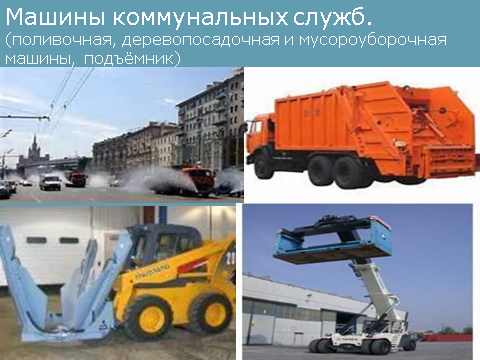 Машины коммунальных служб.
(поливочная, деревопосадочная и мусороуборочная
машины, подъёмник)